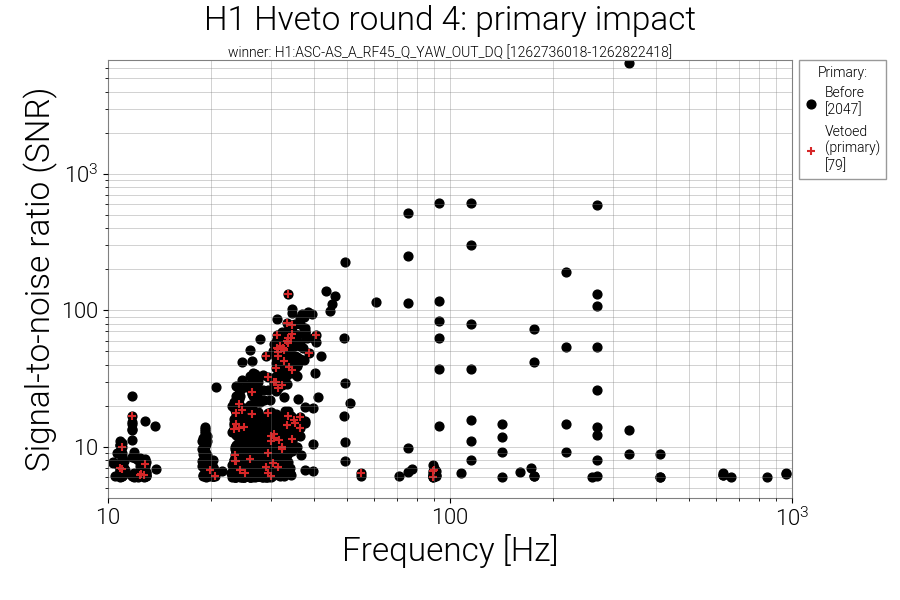 H1 Hveto round 4: primary impact
winner: H1:ASC-AS_A_RF45_Q_YAW_OUT_DQ [1262736018-1262822418]
Signal-to-noise ratio (SNR)
10³
100
10
10
100
10³
Frequency [Hz]
Primary:
Before
[2047]
Vetoed
(primary)
[79]